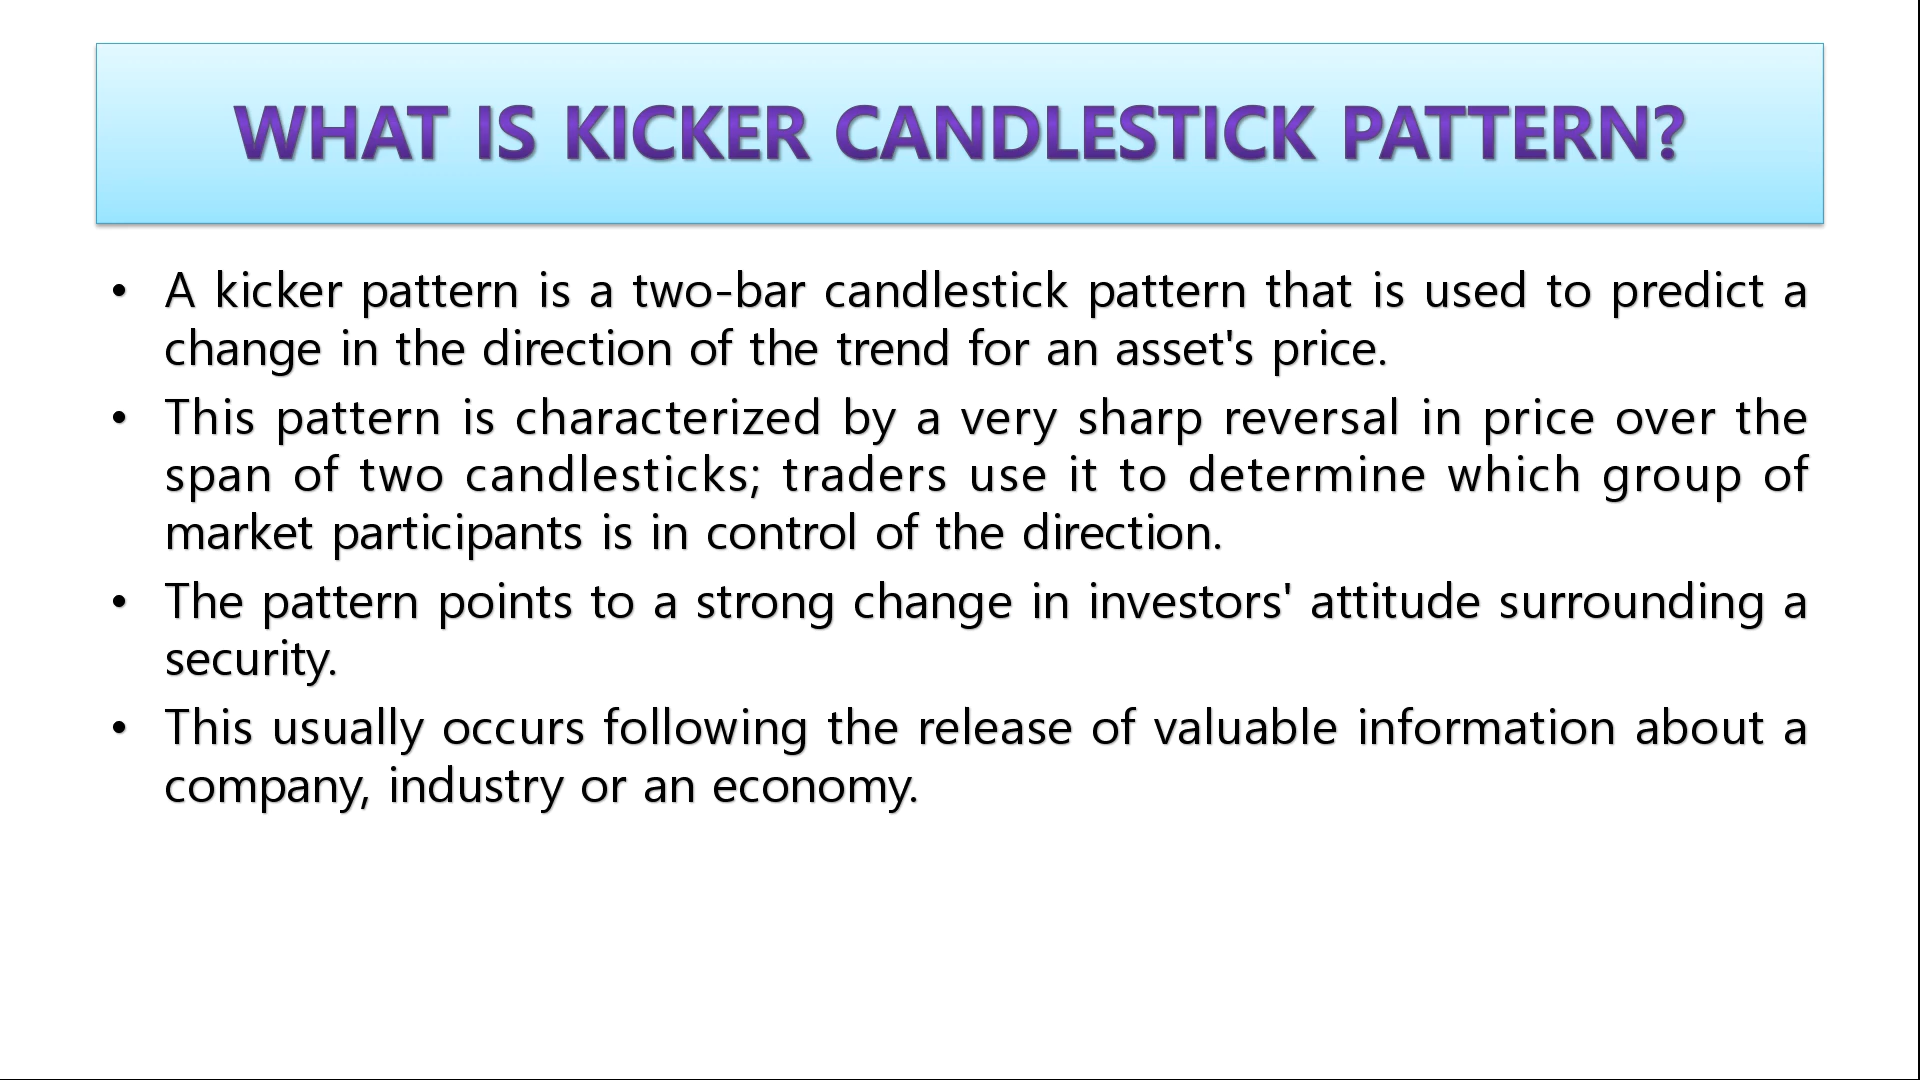 WHAT IS KICKER CANDLESTICK PATTERN?
• A kicker pattern is a two-bar candlestick pattern that is used to predict a
change in the direction of the trend for an asset's price.
• This pattern is characterized by a very sharp reversal in price over the
span of two candlesticks; traders use it to determine which group of
market participants is in control of the direction.
• The pattern points to a strong change in investors' attitude surrounding a
security.
• This usually occurs following the release of valuable information about a
company, industry or an economy.